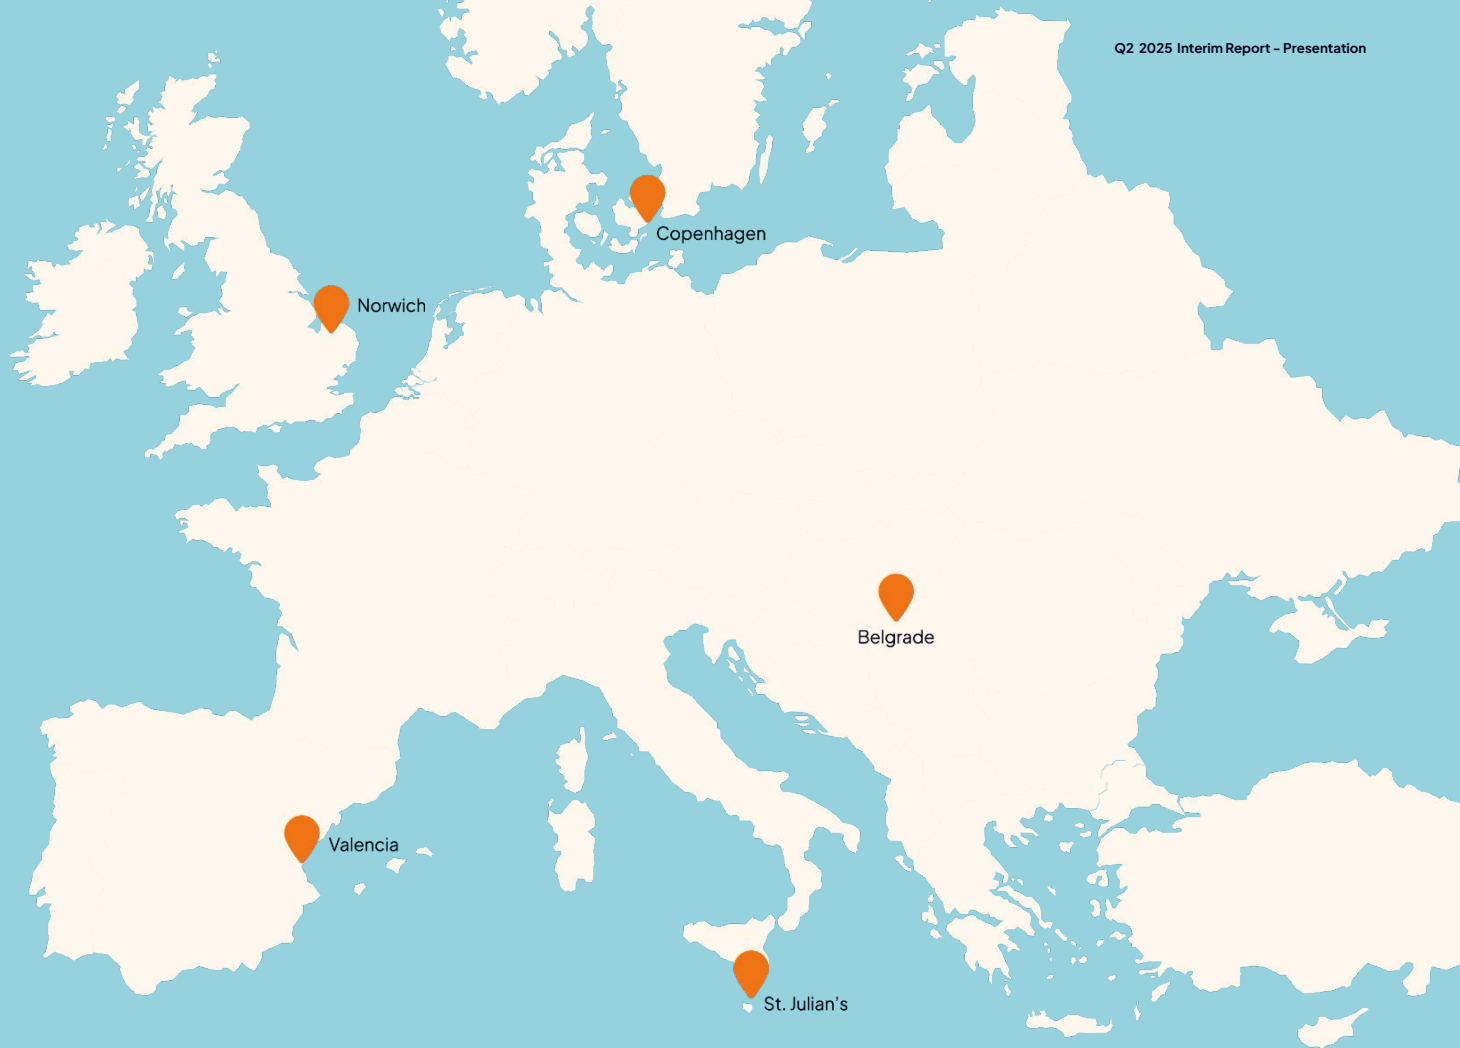 Q2 2025 Interim Report – Presentation
Copenhagen
Norwich
Belgrade
Valencia
St. Julian’s